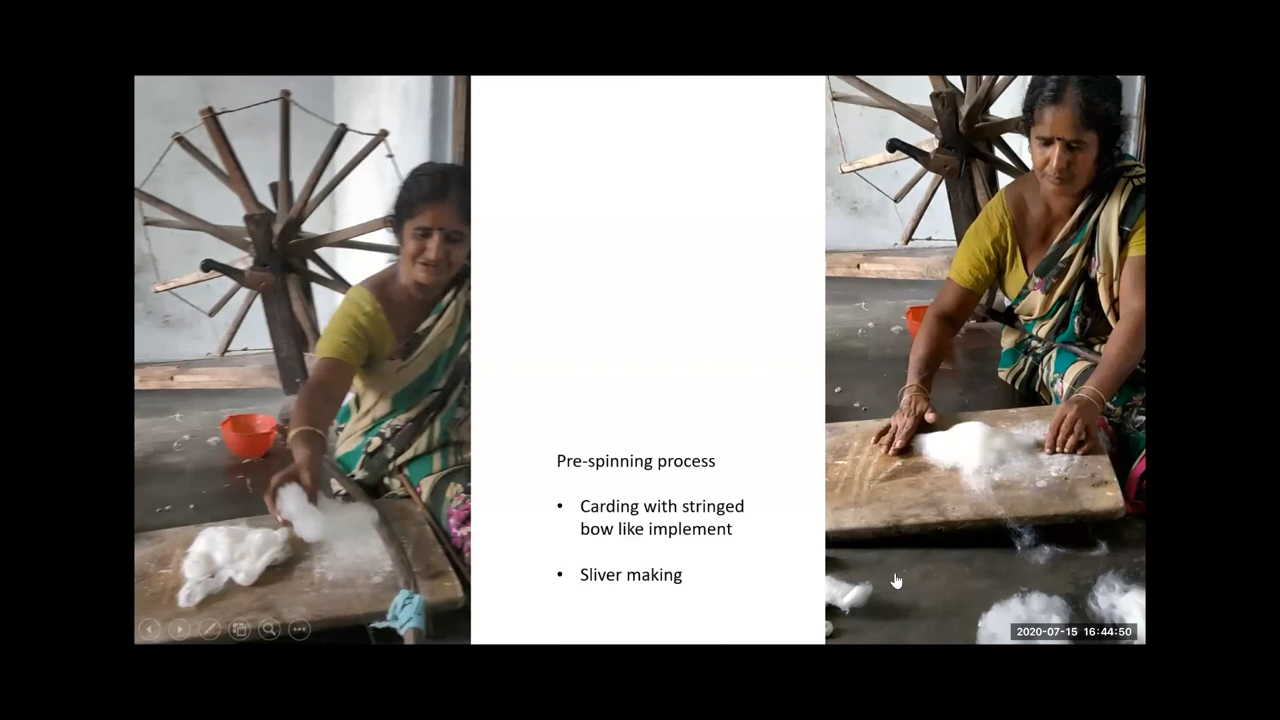 Pre-spinning process
• Carding with stringed
bow like implement
• Sliver making
2020-07-15 16:44:50